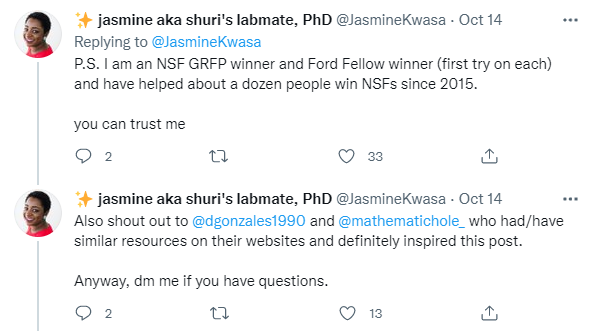 ✨ jasmine aka shuri's labmate, PhD @JasmineKwasa · Oct 14 ···
Replying to @JasmineKwasa
P.S. I am an NSF GRFP winner and Ford Fellow winner (first try on each)
and have helped about a dozen people win NSFs since 2015.
you can trust me
2 33
✨ jasmine aka shuri's labmate, PhD @JasmineKwasa · Oct 14 ···
Also shout out to @dgonzales1990 and @mathematichole_ who had/have
similar resources on their websites and definitely inspired this post.
Anyway, dm me if you have questions.
2 13